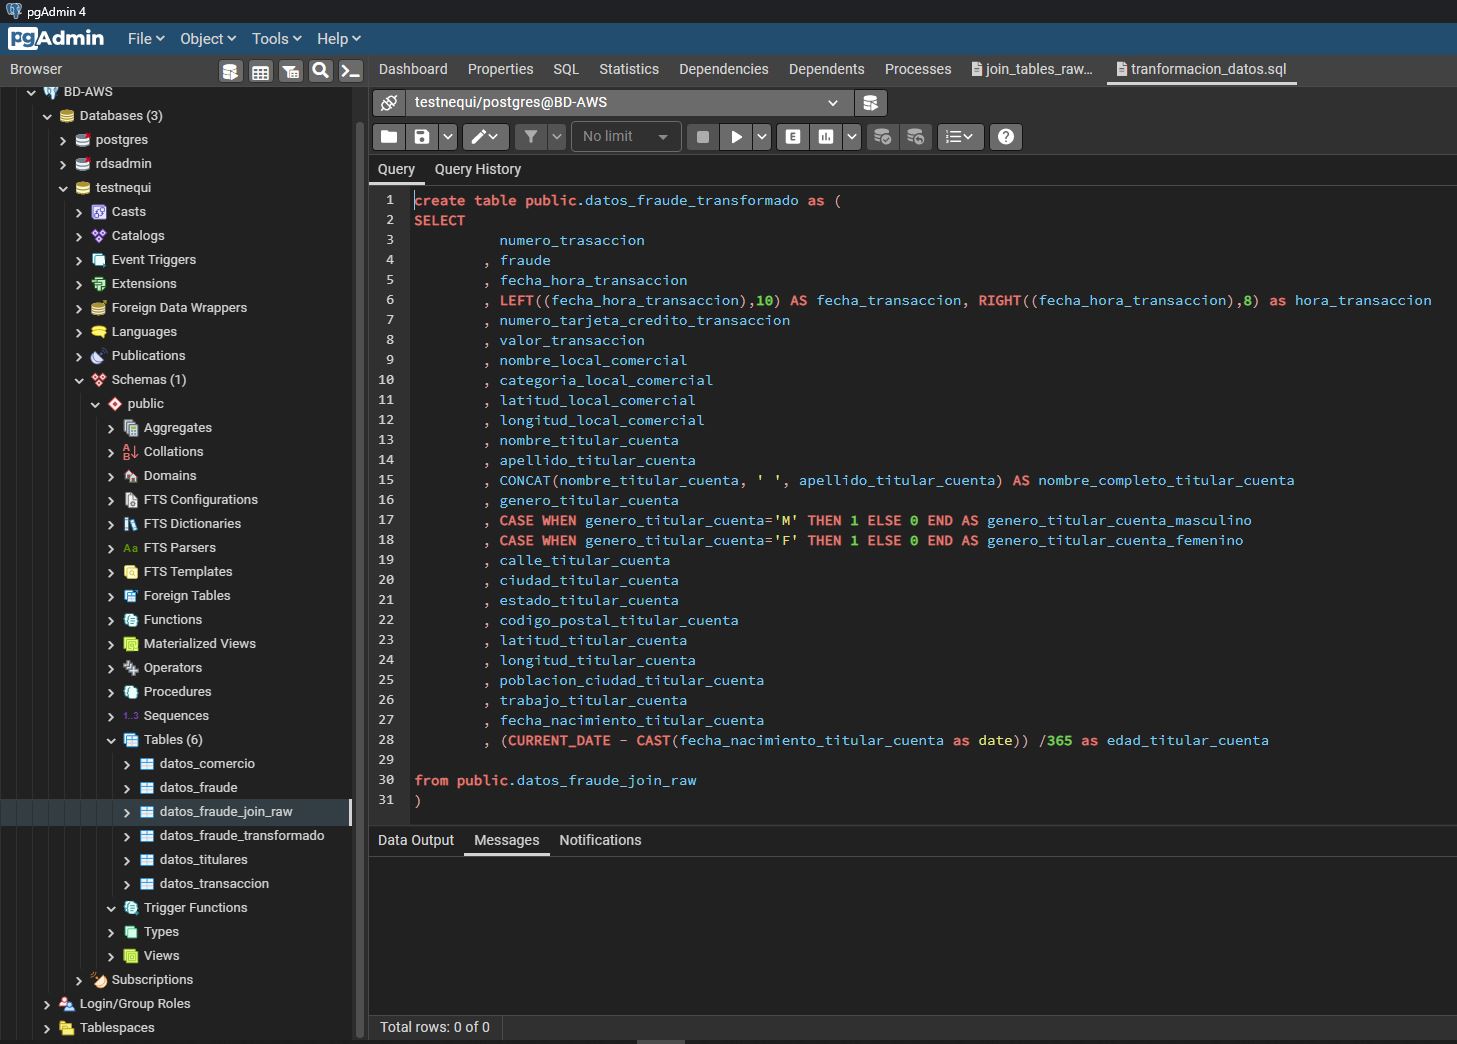 pgAdmin 4
pgAdmin File Object Tools Help
Browser
Dashboard Properties SQL Statistics Dependencies Dependents Processes join_tables_raw... tranformacion_datos.sql
BD-AWS
Databases (3)
postgres
rdsadmin
testnequi
Casts
Catalogs
Event Triggers
Extensions
Foreign Data Wrappers
Languages
Publications
Schemas (1)
public
Aggregates
Collations
Domains
FTS Configurations
FTS Dictionaries
Aa FTS Parsers
FTS Templates
Foreign Tables
Functions
Materialized Views
Operators
Procedures
1..3 Sequences
Tables (6)
datos_comercio
datos_fraude
datos_fraude_join_raw
datos_fraude_transformado
datos_titulares
datos_transaccion
Trigger Functions
Types
Views
Subscriptions
Login/Group Roles
Tablespaces
testnequi/postgres@BD-AWS
No limit
E
Query Query History
1 create table public.datos_fraude_transformado as (
2 SELECT
3 numero_trasaccion
4 , fraude
5 , fecha_hora_transaccion
6 , LEFT((fecha_hora_transaccion),10) AS fecha_transaccion, RIGHT((fecha_hora_transaccion),8) as hora_transaccion
7 , numero_tarjeta_credito_transaccion
8 , valor_transaccion
9 , nombre_local_comercial
10 , categoria_local_comercial
11 , latitud_local_comercial
12 , longitud_local_comercial
13 , nombre_titular_cuenta
14 , apellido_titular_cuenta
15 , CONCAT(nombre_titular_cuenta, ' ', apellido_titular_cuenta) AS nombre_completo_titular_cuenta
16 , genero_titular_cuenta
17 , CASE WHEN genero_titular_cuenta='M' THEN 1 ELSE 0 END AS genero_titular_cuenta_masculino
18 , CASE WHEN genero_titular_cuenta='F' THEN 1 ELSE 0 END AS genero_titular_cuenta_femenino
19 , calle_titular_cuenta
20 , ciudad_titular_cuenta
21 , estado_titular_cuenta
22 , codigo_postal_titular_cuenta
23 , latitud_titular_cuenta
24 , longitud_titular_cuenta
25 , poblacion_ciudad_titular_cuenta
26 , trabajo_titular_cuenta
27 , fecha_nacimiento_titular_cuenta
28 , (CURRENT_DATE - CAST(fecha_nacimiento_titular_cuenta as date)) /365 as edad_titular_cuenta
29
30 from public.datos_fraude_join_raw
31 )
Data Output Messages Notifications
Total rows: 0 of 0